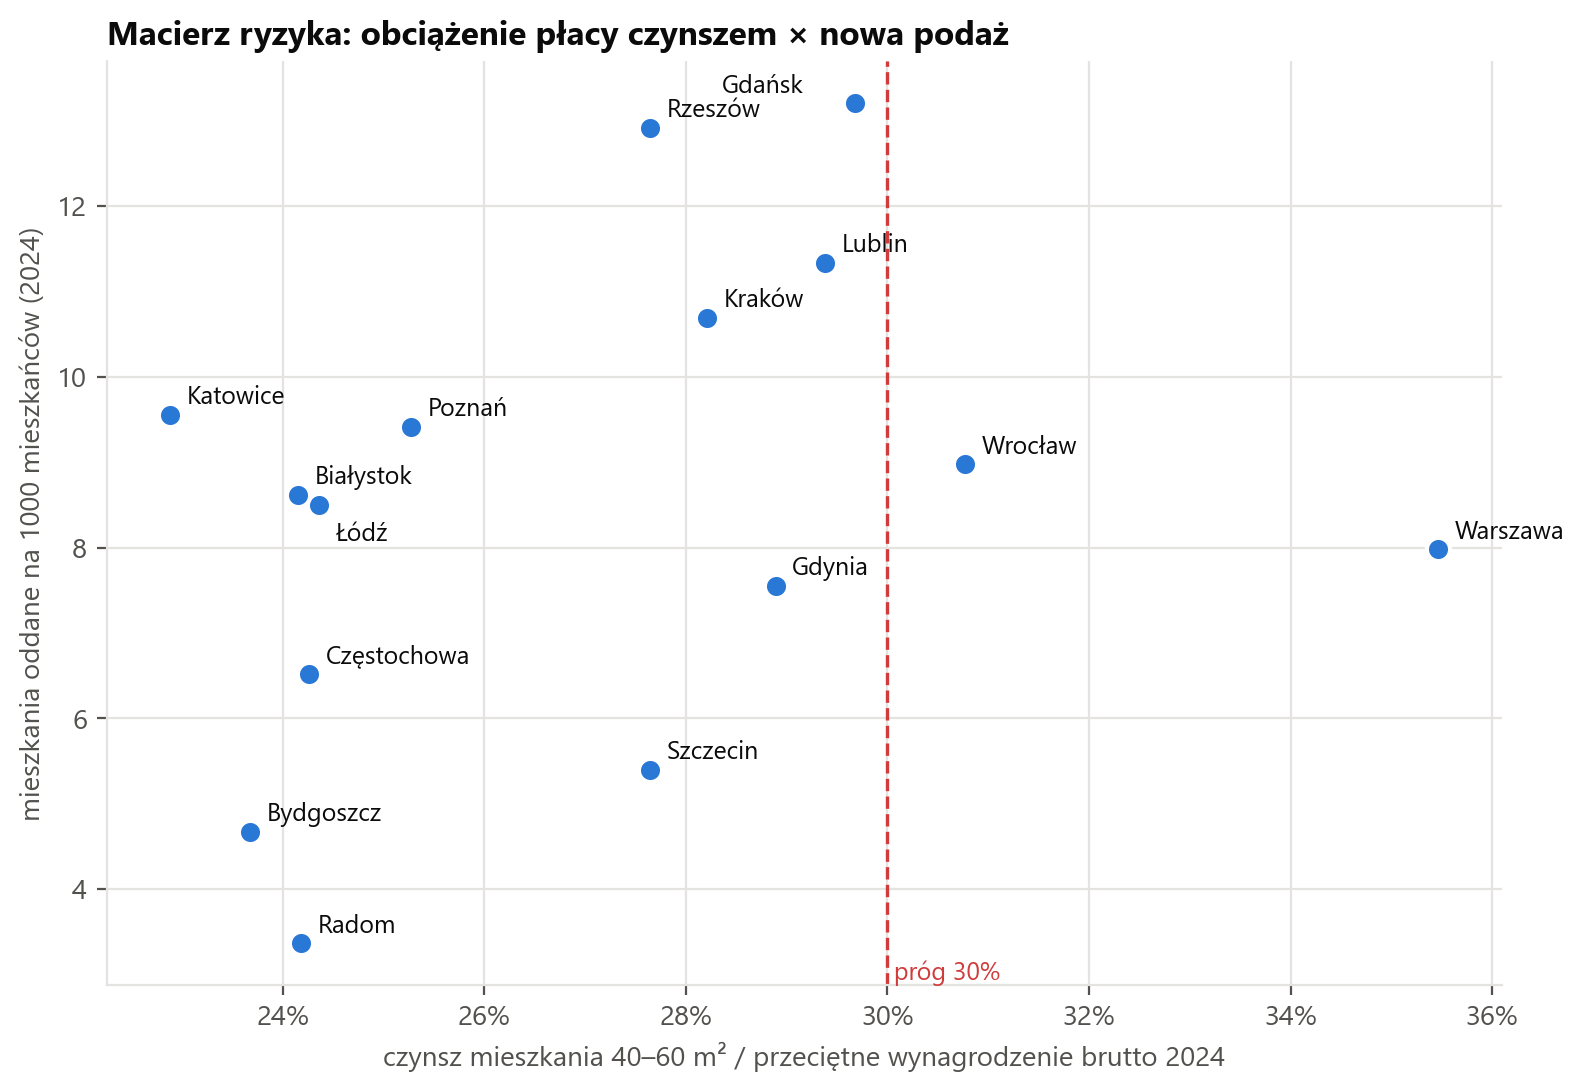 Macierz ryzyka: obciążenie płacy czynszem × nowa podaż
Gdańsk
Rzeszów
Lublin
Kraków
Katowice
Poznań
Wrocław
Białystok
Łódź
Warszawa
Gdynia
Częstochowa
Szczecin
Bydgoszcz
Radom
próg 30%
mieszkania oddane na 1000 mieszkańców (2024)
12
10
8
6
4
24%
26%
28%
30%
32%
34%
36%
czynsz mieszkania 40–60 m² / przeciętne wynagrodzenie brutto 2024